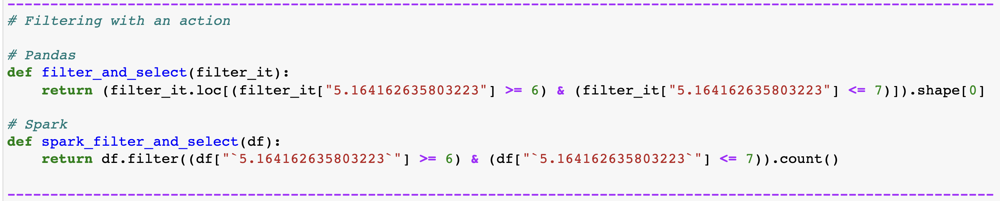 # Filtering with an action
# Pandas
def filter_and_select(filter_it):
    return (filter_it.loc[(filter_it["5.164162635803223"] >= 6) & (filter_it["5.164162635803223"] <= 7)]).shape[0]
# Spark
def spark_filter_and_select(df):
    return df.filter((df["`5.164162635803223`"] >= 6) & (df["`5.164162635803223`"] <= 7)).count()